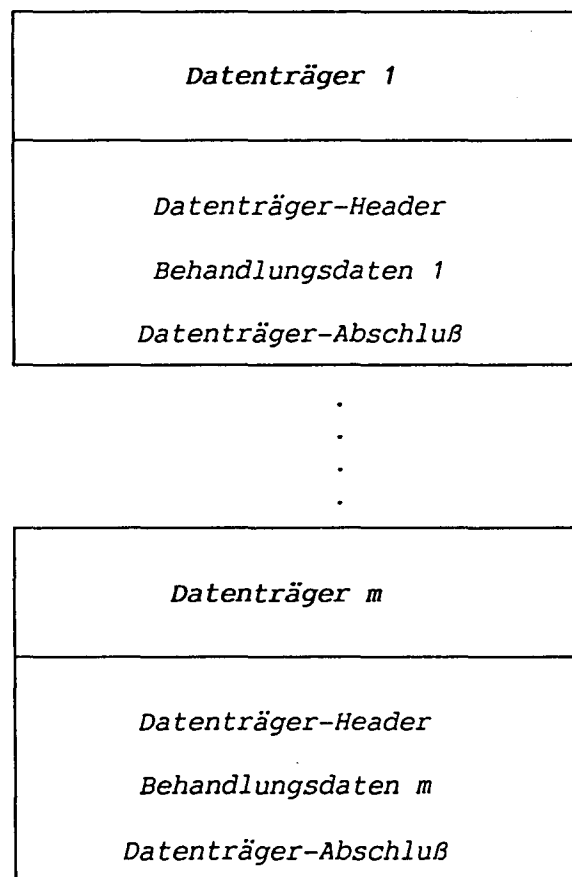 Datenträger 1
Datenträger-Header
Behandlungsdaten 1
Datenträger-Abschluß
.
.
.
.
Datenträger m
Datenträger-Header
Behandlungsdaten m
Datenträger-Abschluß